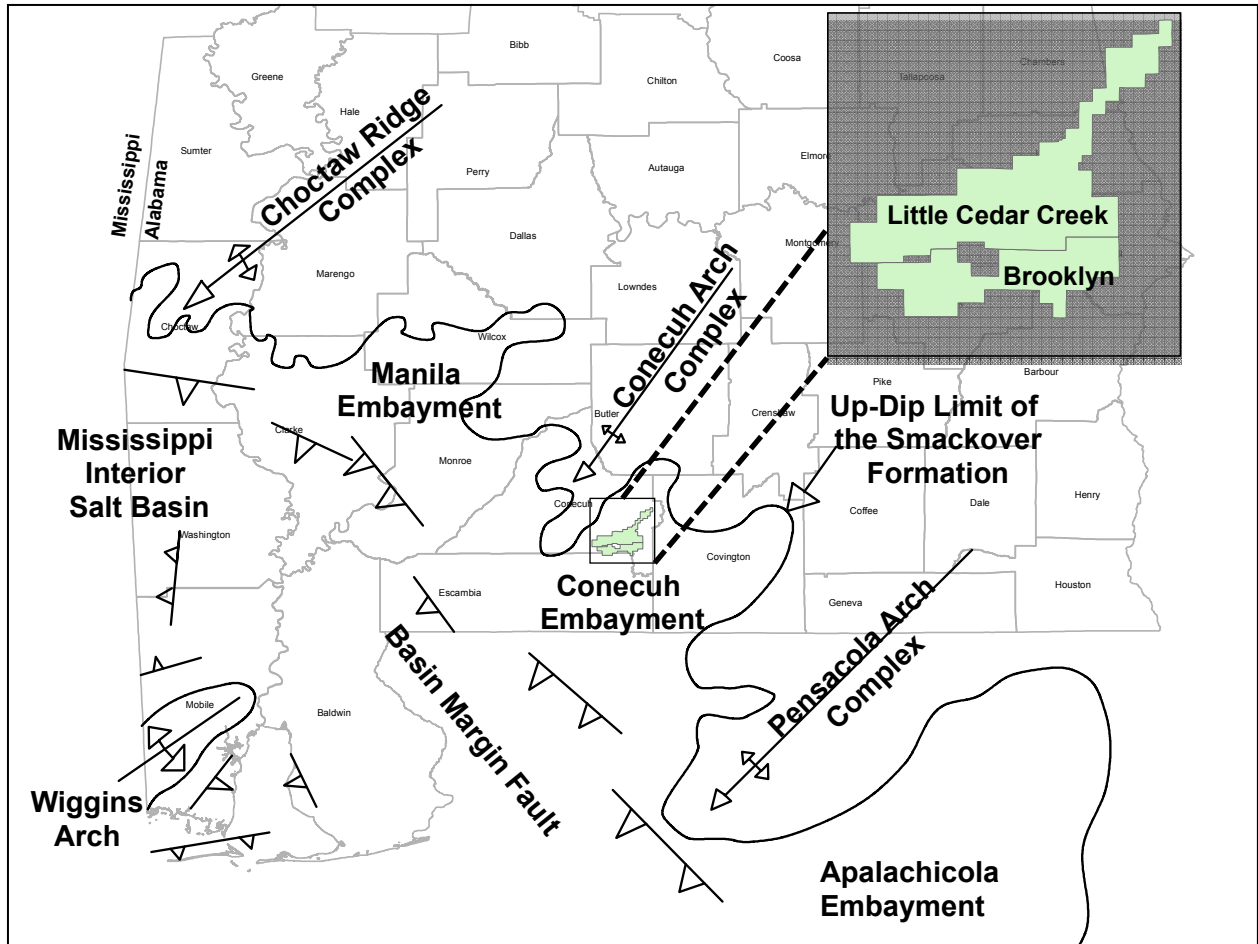 Bibb
Coosa
Greene
Chilton
Tallapoosa
Chambers
Hale
Mississippi
Alabama
Sumter
Choctaw Ridge
Complex
Perry
Autauga
Elmore
Little Cedar Creek
Brooklyn
Dallas
Montgomery
Marengo
Lowndes
Choctaw
Wilcox
Conecuh Arch
Complex
Manila
Embayment
Butler
Crenshaw
Pike
Barbour
Up-Dip Limit of
the Smackover
Formation
Mississippi
Interior
Salt Basin
Clarke
Monroe
Conecuh
Coffee
Dale
Henry
Washington
Covington
Escambia
Conecuh
Embayment
Geneva
Houston
Basin Margin Fault
Pensacola Arch
Complex
Mobile
Baldwin
Wiggins
Arch
Apalachicola
Embayment